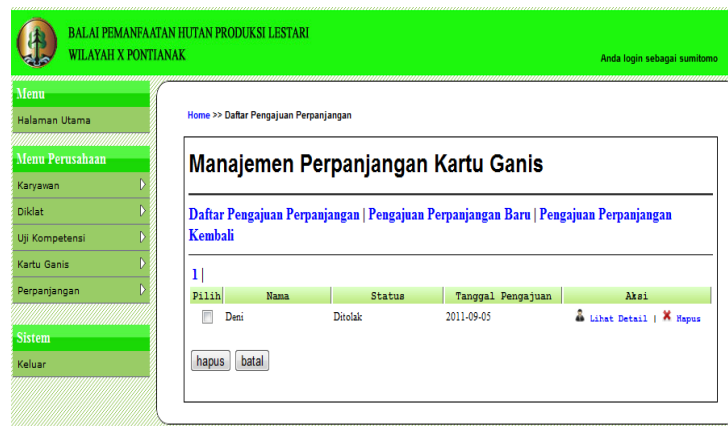 BALAI PEMANFAATAN HUTAN PRODUKSI LESTARI
WILAYAH X PONTIANAK
Anda login sebagai sumitomo
Menu
Halaman Utama
Menu Perusahaan
Karyawan
Diklat
Uji Kompetensi
Kartu Ganis
Perpanjangan
Sistem
Keluar
Home >> Daftar Pengajuan Perpanjangan
Manajemen Perpanjangan Kartu Ganis
Daftar Pengajuan Perpanjangan | Pengajuan Perpanjangan Baru | Pengajuan Perpanjangan
Kembali
1 |
Pilih Nama Status Tanggal Pengajuan Aksi
Deni Ditolak 2011-09-05 Lihat Detail | Hapus
hapus batal